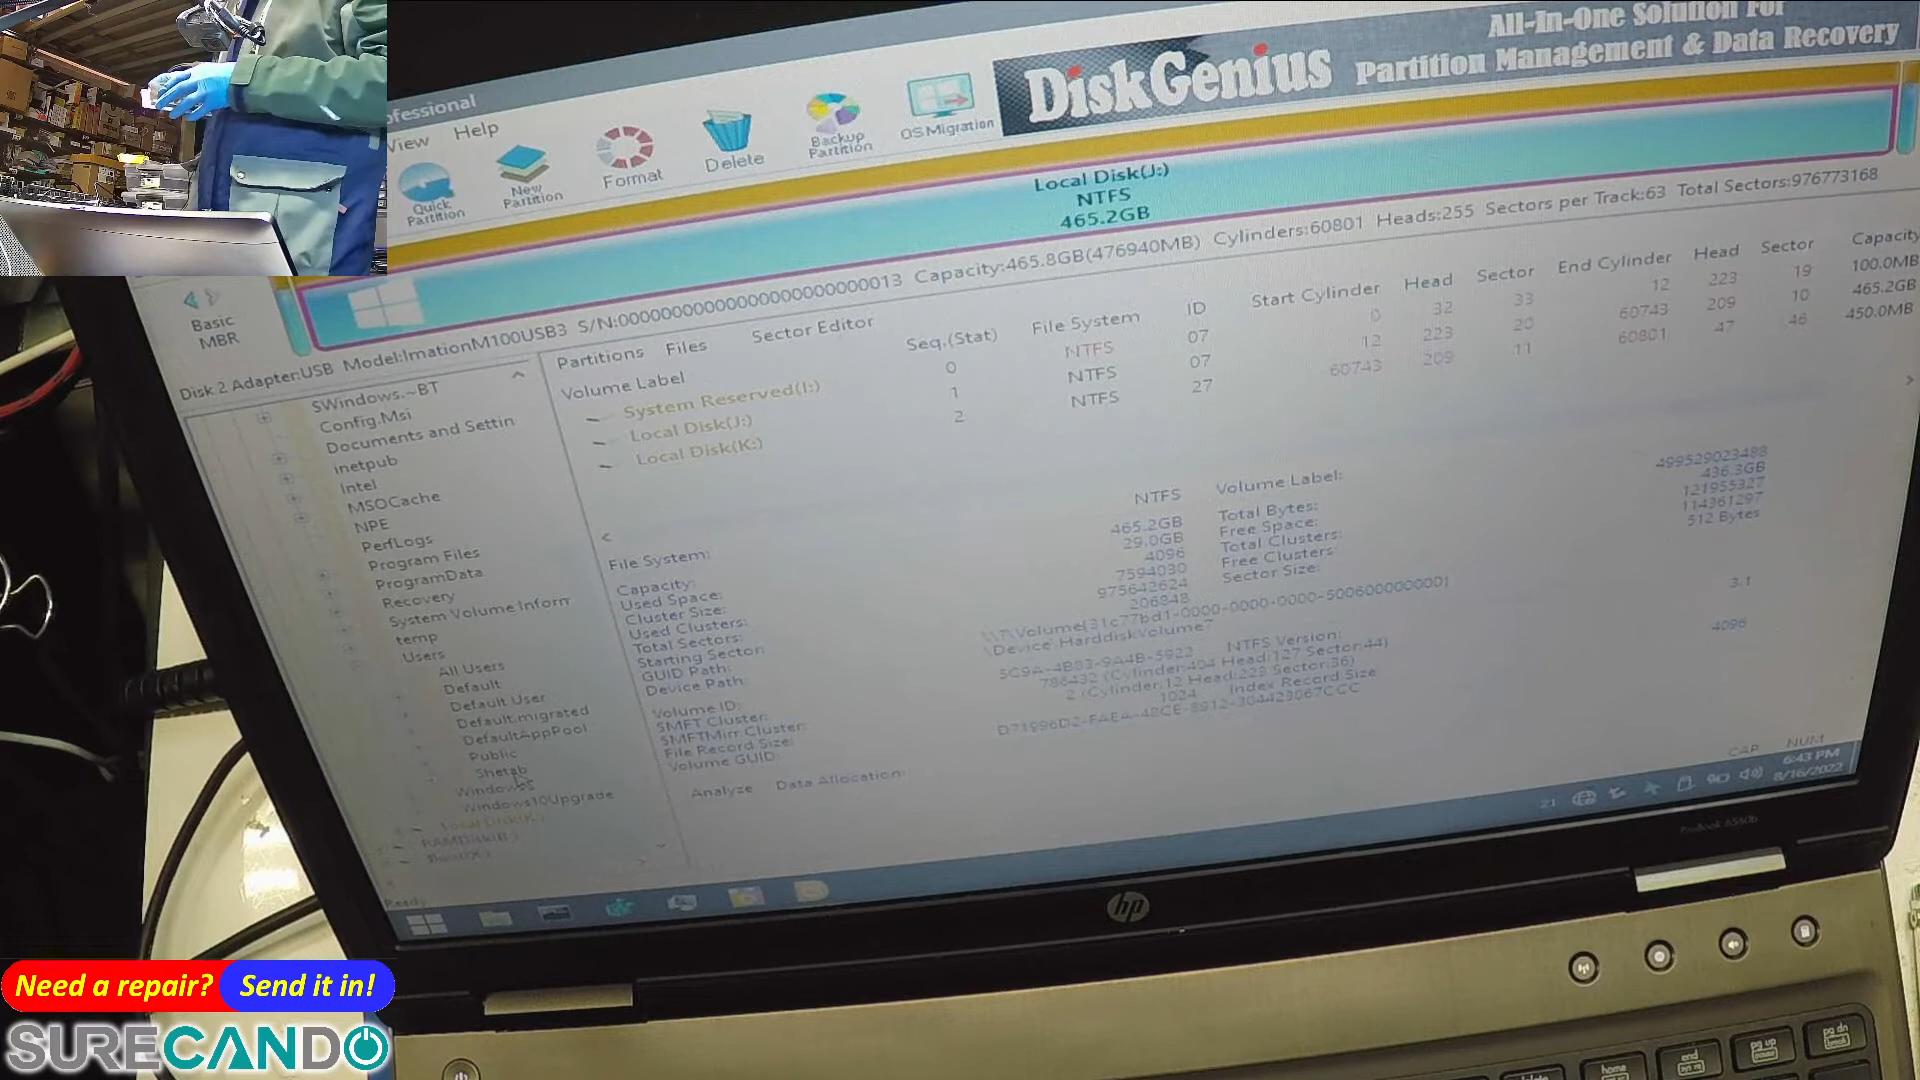 All-In-One Solution For
DiskGenius Partition Management & Data Recovery
ofessional
View Help
Quick Partition
New Partition
Format
Delete
Backup Partition
OS Migration
Basic
MBR
Local Disk(J:)
NTFS
465.2GB
Disk 2 Adapter:USB Model:ImationM100USB3 Capacity:465.8GB(476940MB) Cylinders:60801 Heads:255 Sectors per Track:63 Total Sectors:976773168
Partitions Files Sector Editor
Volume Label Seq.(Stat) File System ID Start Cylinder Head Sector End Cylinder Head Sector Capacity
System Reserved(I:) 0 NTFS 07 0 32 33 12 223 19 100.0MB
Local Disk(J:) 1 NTFS 07 12 223 20 60743 209 10 465.2GB
Local Disk(K:) 2 NTFS 27 60743 209 11 60801 47 46 450.0MB
Config.Msi
Documents and Settin
inetpub
Intel
MSOCache
NPE
PerfLogs
Program Files
ProgramData
Recovery
System Volume Inform
temp
Users
All Users
Default
Default User
Default.migrated
DefaultAppPool
Public
Shetab
Windows
Windows10Upgrade
Local Disk(K:)
File System: NTFS Volume Label:
Capacity: 465.2GB Total Bytes: 499529023488
Used Space: 29.0GB Free Space: 436.3GB
Cluster Size: 4096 Total Clusters: 121955327
Used Clusters: 7594030 Free Clusters: 114361297
Total Sectors: 975642624 Sector Size: 512 Bytes
Starting Sector: 206848
GUID Path:
Device Path: \Device\HarddiskVolume7
Volume ID: NTFS Version: 3.1
$MFT Cluster: 786432
$MFTMirr Cluster:
File Record Size: 1024 Index Record Size 4096
Volume GUID:
Analyze Data Allocation:
CAP NUM
6:43 PM
8/16/2022
Ready
hp
ProBook 6560b
pg dn
pg up
end
home
Need a repair? Send it in!
SURECANDO